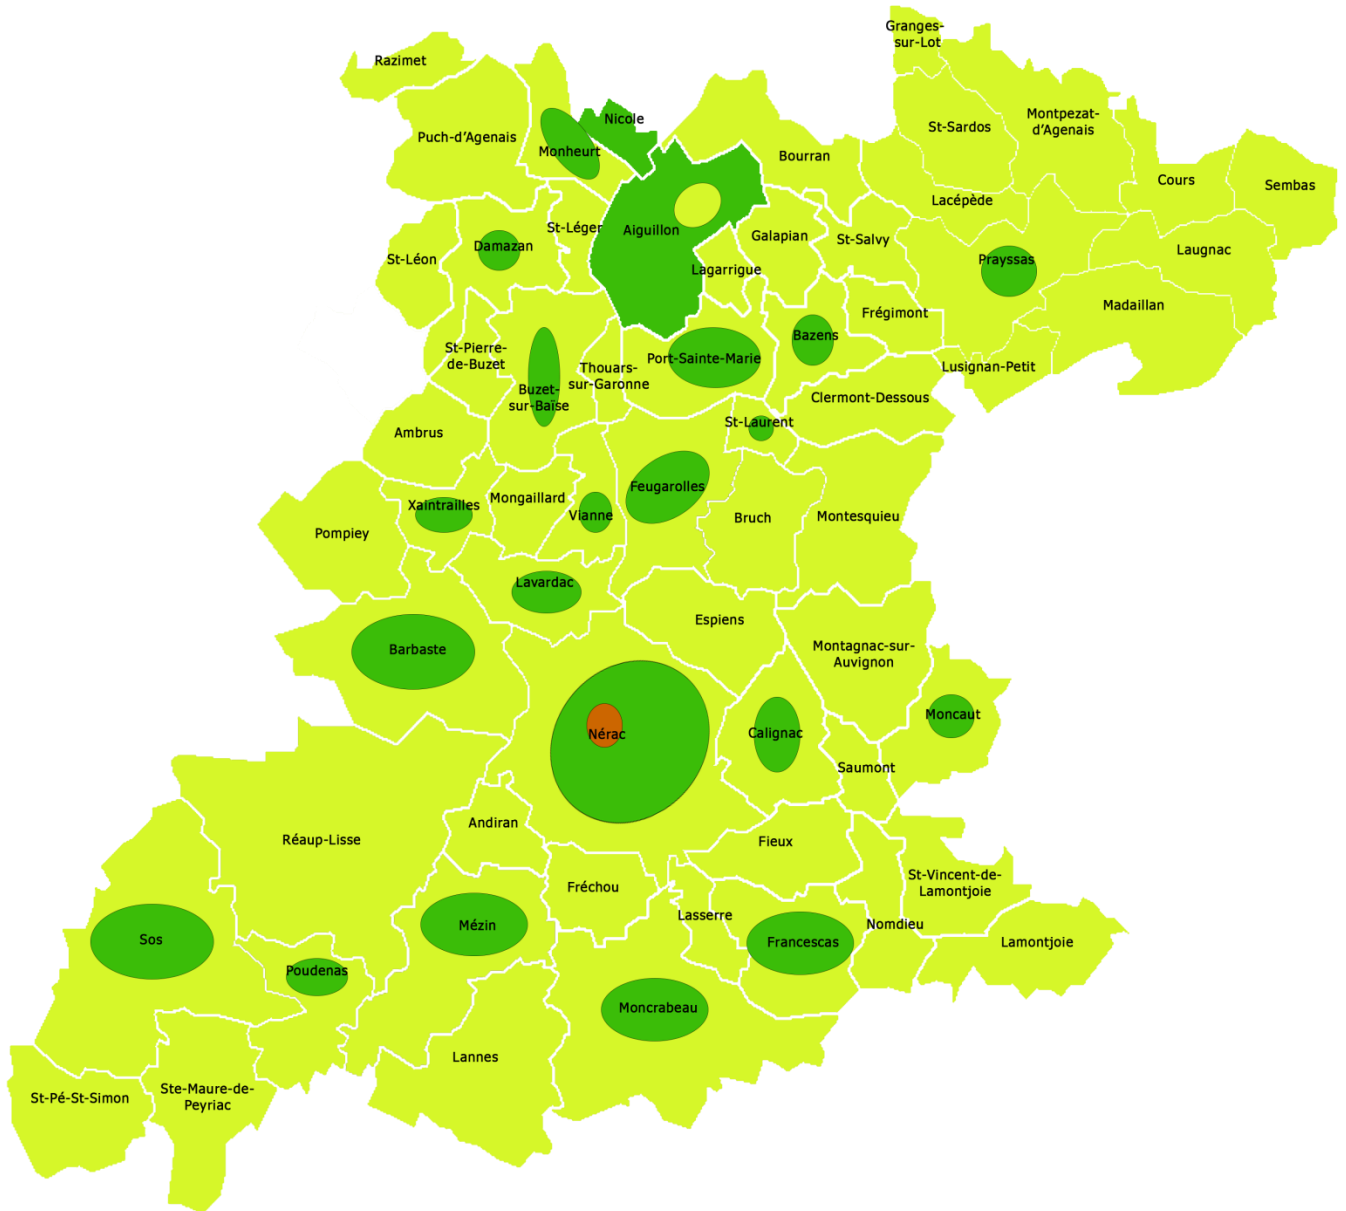 Granges-
sur-Lot
Razimet
Nicole
Montpezat-
d'Agenais
St-Sardos
Puch-d'Agenais
Monheurt
Bourran
Cours
Sembas
Lacépède
St-Léger
Aiguillon
Galapian
St-Salvy
Damazan
Laugnac
St-Léon
Prayssas
Lagarrigue
Madaillan
Frégimont
Bazens
St-Pierre-
de-Buzet
Port-Sainte-Marie
Thouars-
sur-Garonne
Lusignan-Petit
Buzet-
sur-Baïse
Clermont-Dessous
St-Laurent
Ambrus
Feugarolles
Mongaillard
Xaintrailles
Vianne
Bruch
Montesquieu
Pompiey
Lavardac
Espiens
Barbaste
Montagnac-sur-
Auvignon
Moncaut
Nérac
Calignac
Saumont
Andiran
Réaup-Lisse
Fieux
St-Vincent-de-
Lamontjoie
Fréchou
Lasserre
Nomdieu
Mézin
Sos
Francescas
Lamontjoie
Poudenas
Moncrabeau
Lannes
Ste-Maure-de-
Peyriac
St-Pé-St-Simon